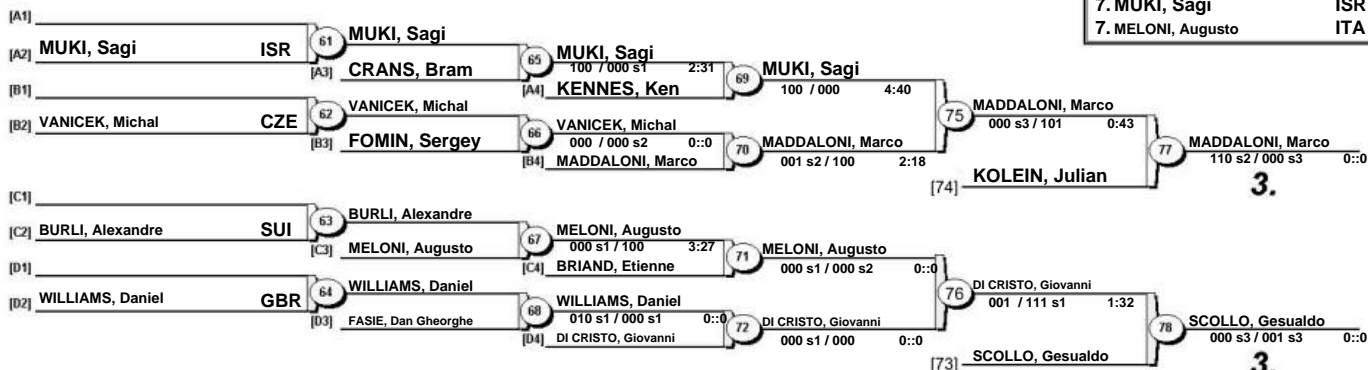 7. MUKI, Sagi ISR
7. MELONI, Augusto ITA
[A1]
[A2] MUKI, Sagi ISR
61
MUKI, Sagi
[A3] CRANS, Bram
65
MUKI, Sagi
100 / 000 s1 2:31
[A4] KENNES, Ken
69
MUKI, Sagi
100 / 000 4:40
[B1]
[B2] VANICEK, Michal CZE
62
VANICEK, Michal
[B3] FOMIN, Sergey
66
VANICEK, Michal
000 / 000 s2 0::0
[B4] MADDALONI, Marco
70
MADDALONI, Marco
001 s2 / 100 2:18
75
MADDALONI, Marco
000 s3 / 101 0:43
[74] KOLEIN, Julian
77
MADDALONI, Marco
110 s2 / 000 s3 0::0
3.
[C1]
[C2] BURLI, Alexandre SUI
63
BURLI, Alexandre
[C3] MELONI, Augusto
67
MELONI, Augusto
000 s1 / 100 3:27
[C4] BRIAND, Etienne
71
MELONI, Augusto
000 s1 / 000 s2 0::0
[D1]
[D2] WILLIAMS, Daniel GBR
64
WILLIAMS, Daniel
[D3] FASIE, Dan Gheorghe
68
WILLIAMS, Daniel
010 s1 / 000 s1 0::0
[D4] DI CRISTO, Giovanni
72
DI CRISTO, Giovanni
000 s1 / 000 0::0
76
DI CRISTO, Giovanni
001 / 111 s1 1:32
[73] SCOLLO, Gesualdo
78
SCOLLO, Gesualdo
000 s3 / 001 s3 0::0
3.